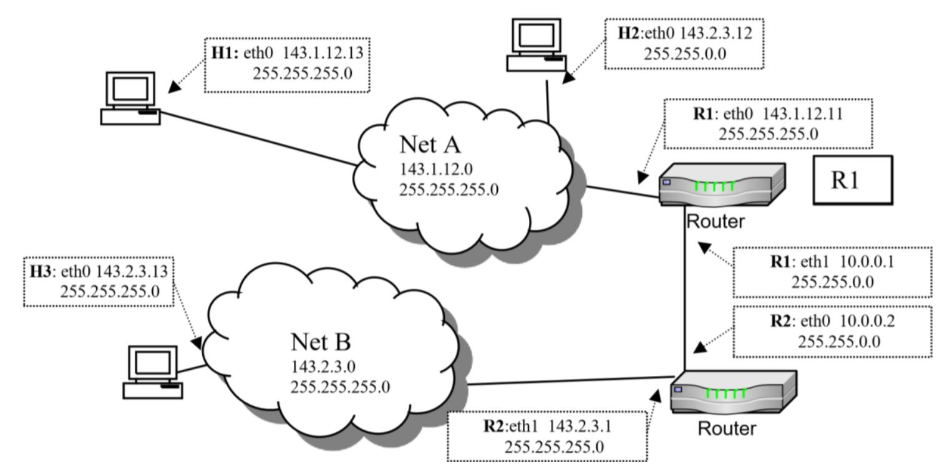 H1: eth0 143.1.12.13
255.255.255.0
H2:eth0 143.2.3.12
255.255.0.0
R1: eth0 143.1.12.11
255.255.255.0
Net A
143.1.12.0
255.255.255.0
R1
Router
R1: eth1 10.0.0.1
255.255.0.0
H3: eth0 143.2.3.13
255.255.255.0
R2: eth0 10.0.0.2
255.255.0.0
Net B
143.2.3.0
255.255.255.0
R2:eth1 143.2.3.1
255.255.255.0
Router